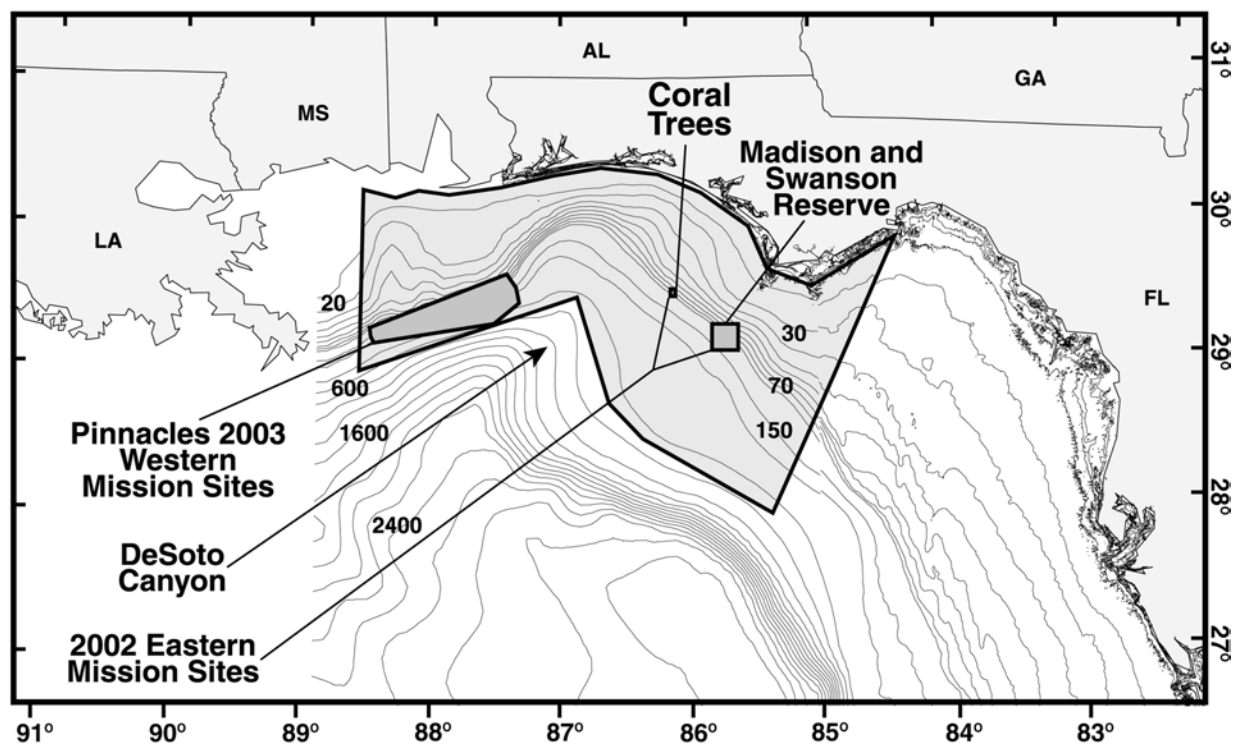 AL
GA
31°
MS
Coral
Trees
Madison and
Swanson
Reserve
30°
LA
FL
20
30
29°
600
70
1600
150
Pinnacles 2003
Western
Mission Sites
28°
2400
DeSoto
Canyon
2002 Eastern
Mission Sites
27°
91°
90°
89°
88°
87°
86°
85°
84°
83°